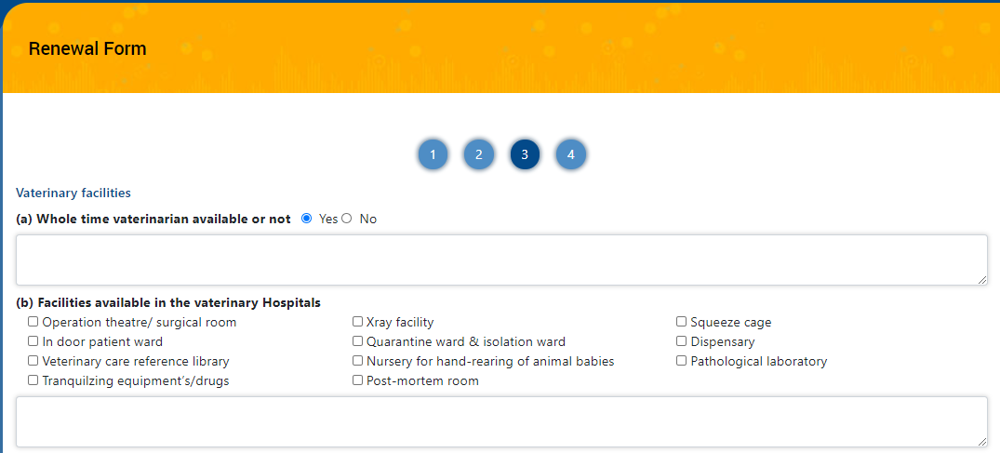 Renewal Form
1 2 3 4
Vaterinary facilities
(a) Whole time vaterinarian available or not Yes No
(b) Facilities available in the vaterinary Hospitals
Operation theatre/ surgical room Xray facility Squeeze cage
In door patient ward Quarantine ward & isolation ward Dispensary
Veterinary care reference library Nursery for hand-rearing of animal babies Pathological laboratory
Tranquilzing equipment's/drugs Post-mortem room